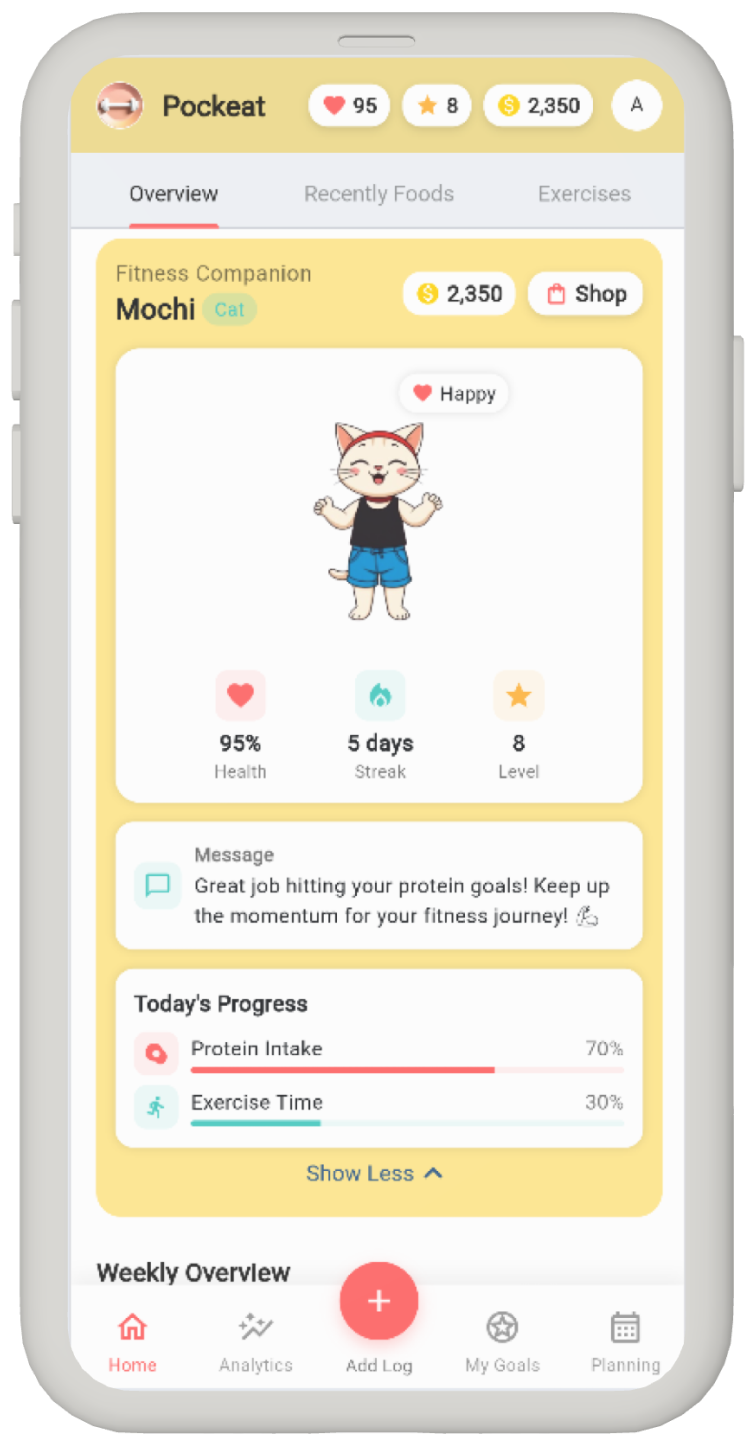 Pockeat
95
8
2,350
A
Overview
Recently Foods
Exercises
Fitness Companion
Mochi
Cat
2,350
Shop
Happy
95%
Health
5 days
Streak
8
Level
Message
Great job hitting your protein goals! Keep up
the momentum for your fitness journey! 💪
Today's Progress
Protein Intake
70%
Exercise Time
30%
Show Less
Weekly Overview
Home
Analytics
Add Log
My Goals
Planning